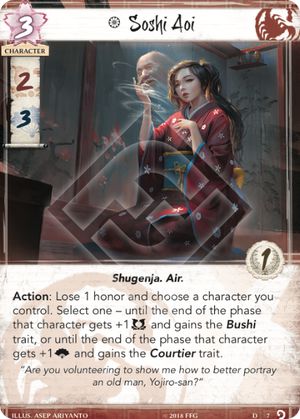 3
Soshi Aoi
CHARACTER
2
3
1
Shugenja. Air.
Action: Lose 1 honor and choose a character you
control. Select one – until the end of the phase
that character gets +1 and gains the Bushi
trait, or until the end of the phase that character
gets +1 and gains the Courtier trait.
“Are you volunteering to show me how to better portray
an old man, Yojiro-san?”
ILLUS. ASEP ARIYANTO © 2018 FFG D 7